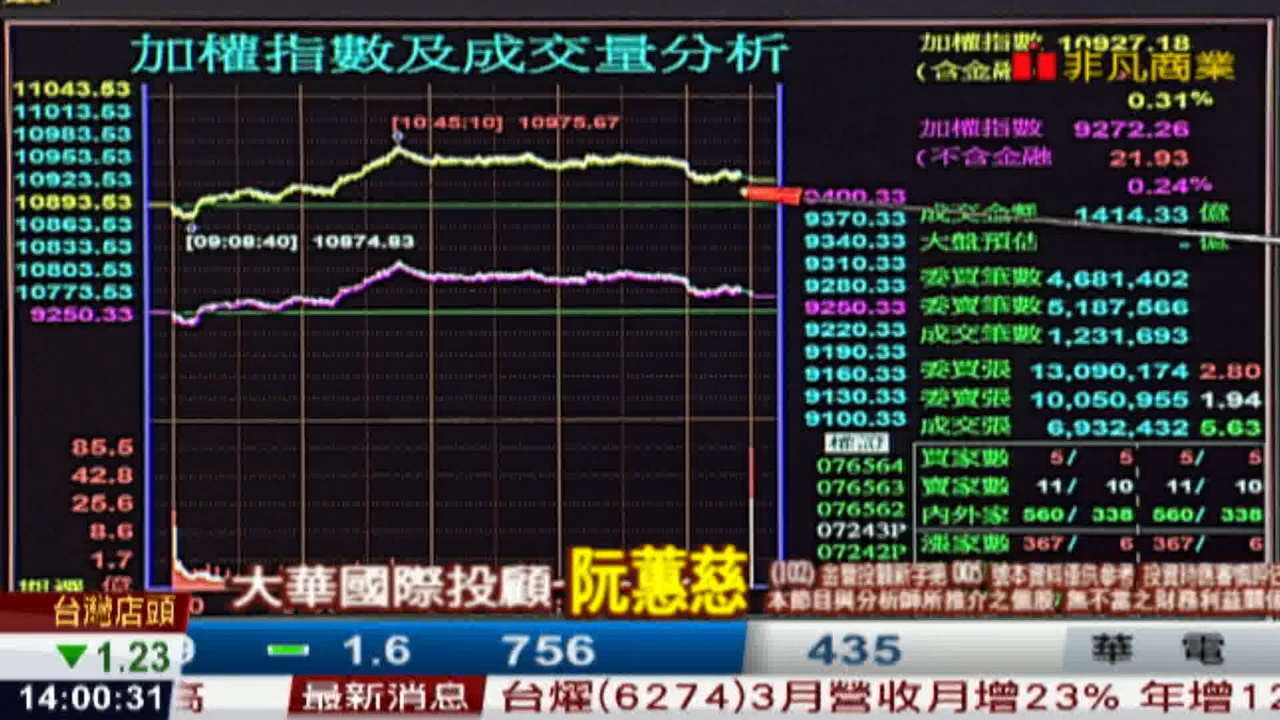 加權指數及成交量分析
11043.53
11013.53
10983.53
10953.53
10923.53
10893.53
10863.53
10833.53
10803.53
10773.53
9250.33
85.5
42.8
25.6
8.6
1.7
[10:45:10] 10975.67
[09:08:40] 10874.83
9400.33
9370.33
9340.33
9310.33
9280.33
9250.33
9220.33
9190.33
9160.33
9130.33
9100.33
076564
076563
076562
07243P
07242P
加權指數 10927.18
(含金融
非凡商業
0.31%
加權指數 9272.26
(不含金融 21.93
0.24%
成交金額 1414.33 億
大盤預估 - 億
委買筆數 4,681,402
委賣筆數 5,187,566
成交筆數 1,231,693
委買張 13,090,174 2.80
委賣張 10,050,955 1.94
成交張 6,932,432 5.63
買家數 5/ 5 5/ 5
賣家數 11/ 10 11/ 10
內外家 560/ 338 560/ 338
漲家數 367/ 6 367/ 6
大華國際投顧-阮蕙慈
本節目與分析師所推介之個股 無不當之財務利益關係
台灣店頭
▼1.23
1.6 756 435 華 電
14:00:31
最新消息 台燿(6274)3月營收月增23% 年增12